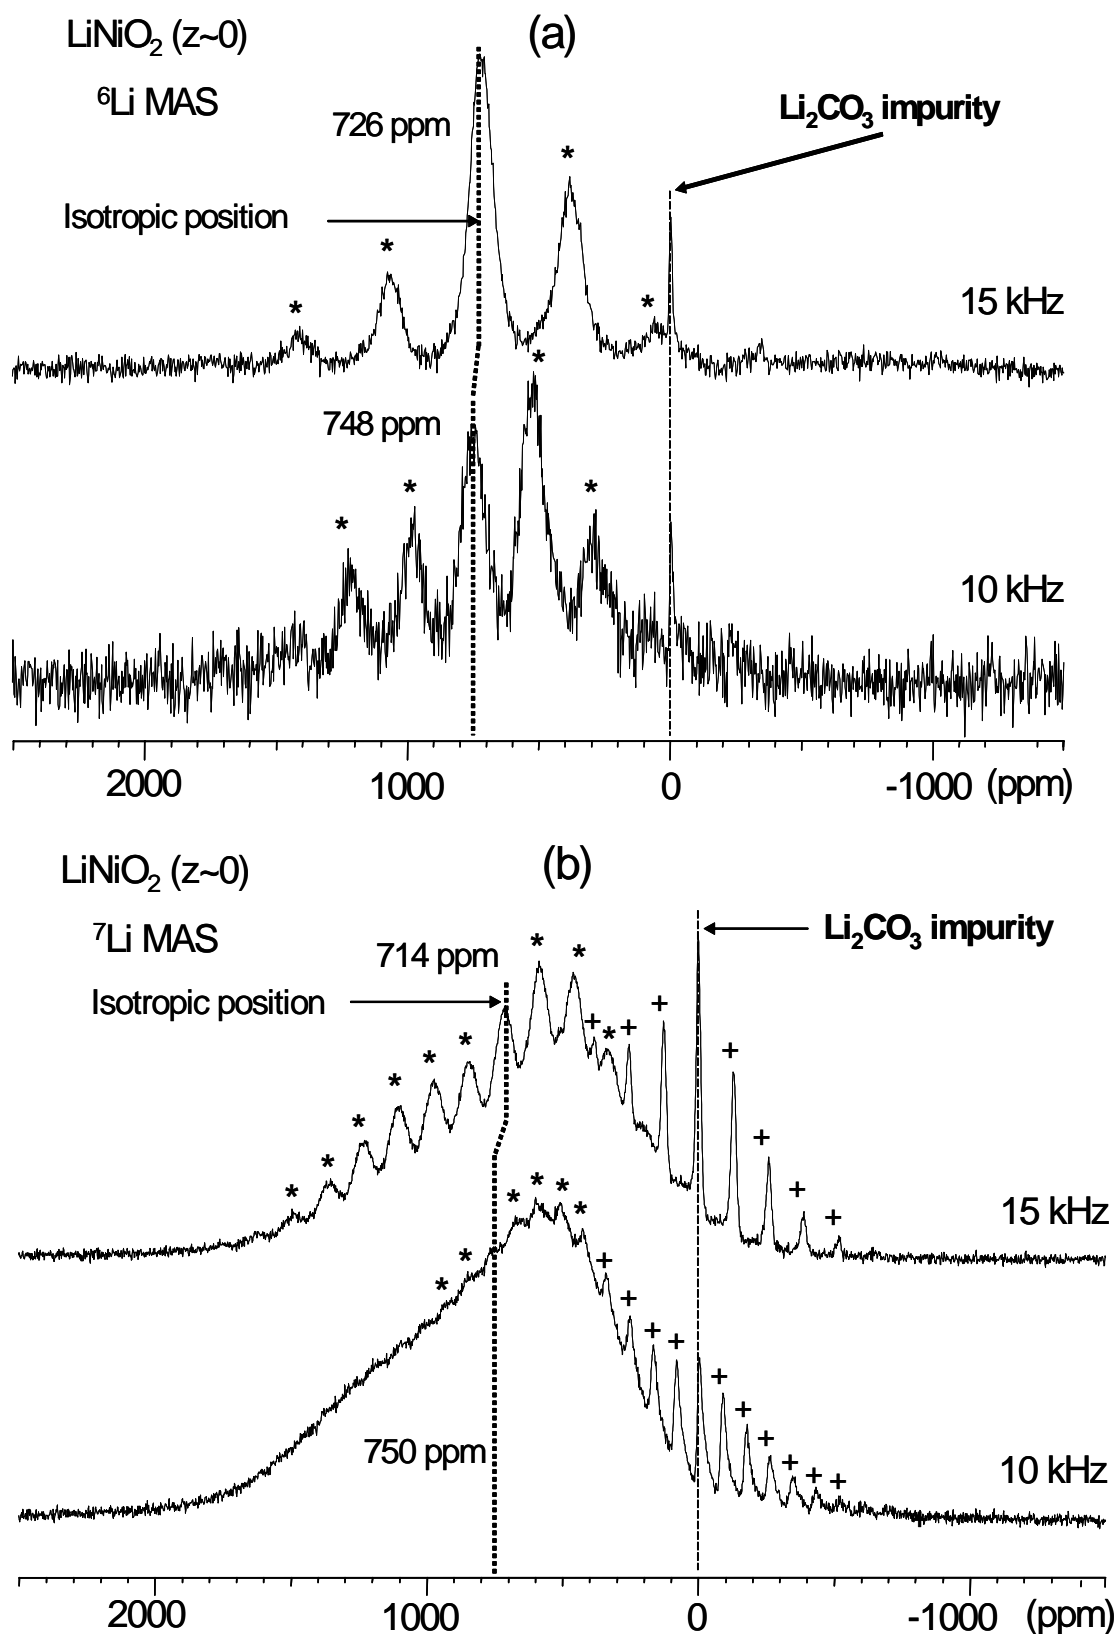 LiNiO₂ (z~0)
(a)
⁶Li MAS
726 ppm
Li₂CO₃ impurity
*
Isotropic position
*
*
*
15 kHz
*
748 ppm
*
*
*
10 kHz
2000 1000 0 -1000 (ppm)
LiNiO₂ (z~0)
(b)
⁷Li MAS
714 ppm
Li₂CO₃ impurity
* *
Isotropic position
+
+ * +
*
* +
*
*
* +
*
+ +
15 kHz
* * * *
* *
+
+
+ +
+
+
750 ppm
+
+ + +
10 kHz
2000 1000 0 -1000 (ppm)